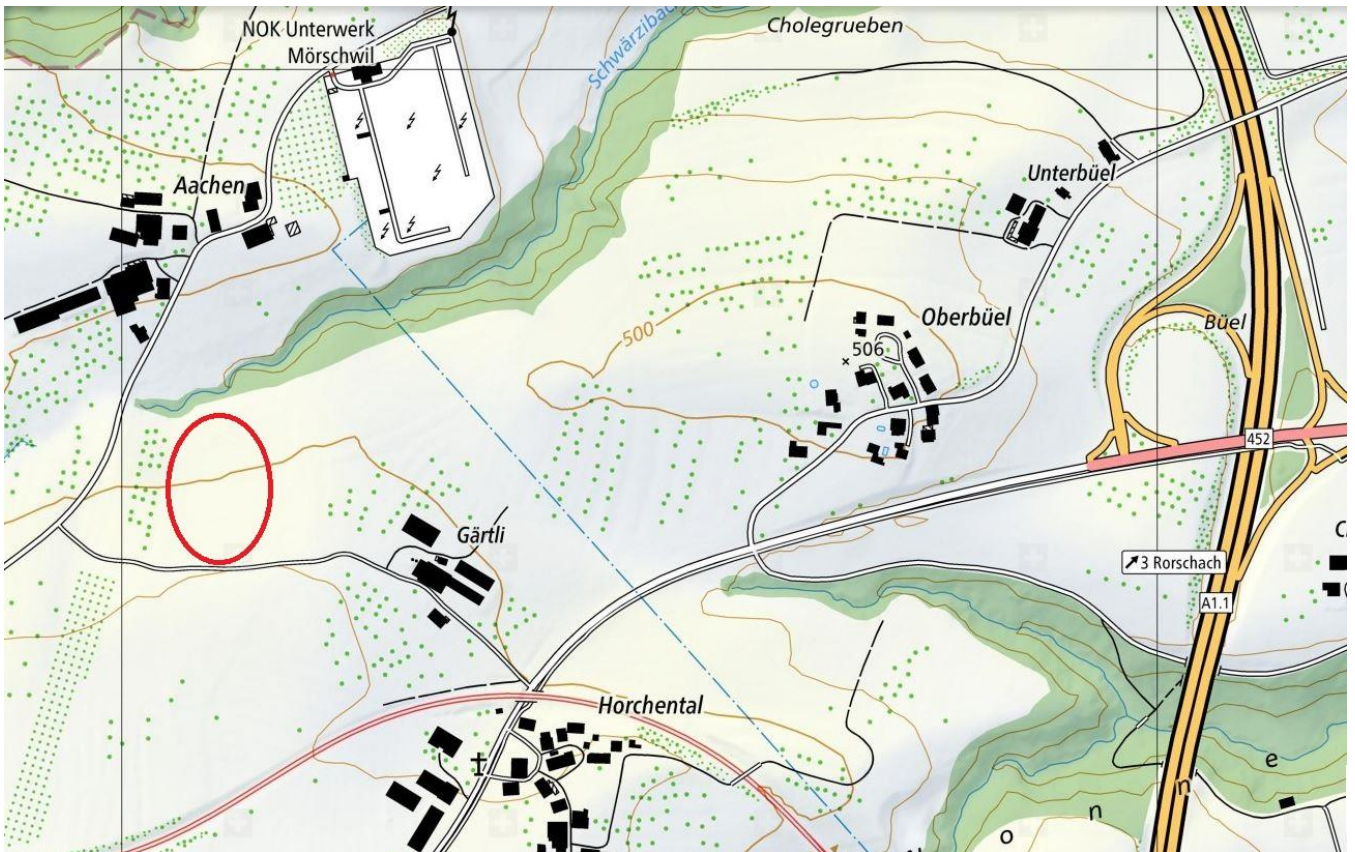 NOK Unterwerk
Mörschwil
Schwärzibach
Cholegrueben
Aachen
Unterbüel
500
506
Oberbüel
Büel
452
Gärtli
3 Rorschach
A1.1
Horchental
o
n
n
e